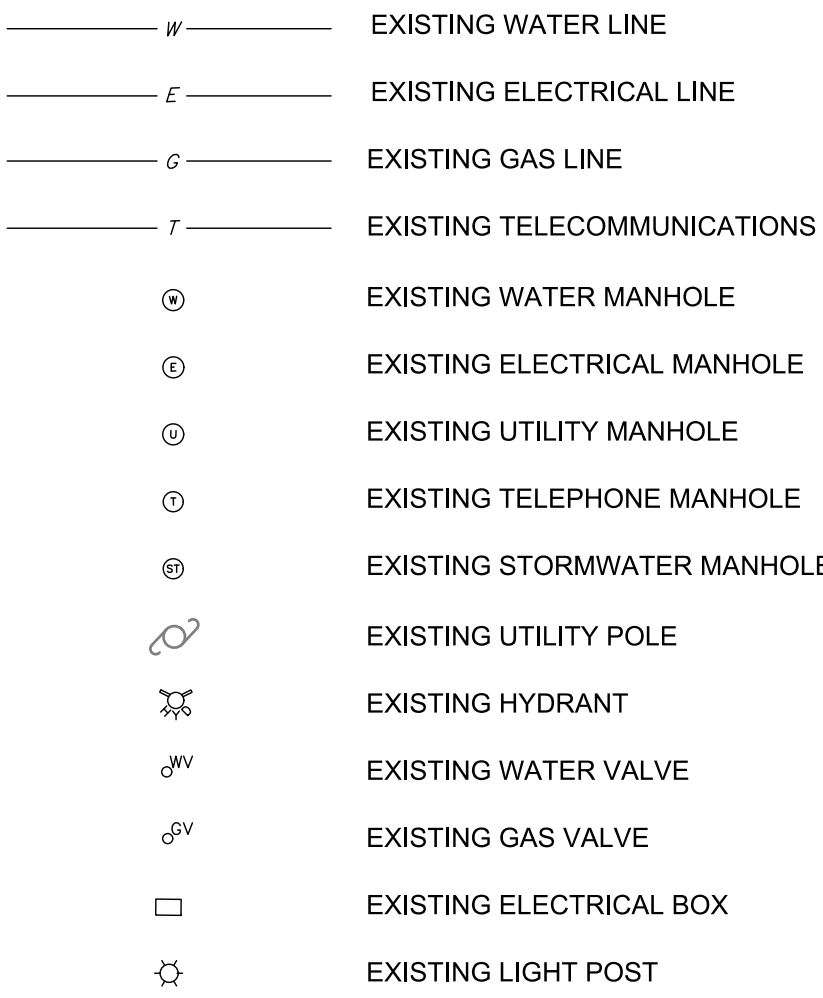 W EXISTING WATER LINE
E EXISTING ELECTRICAL LINE
G EXISTING GAS LINE
T EXISTING TELECOMMUNICATIONS
W EXISTING WATER MANHOLE
E EXISTING ELECTRICAL MANHOLE
U EXISTING UTILITY MANHOLE
T EXISTING TELEPHONE MANHOLE
ST EXISTING STORMWATER MANHOLE
EXISTING UTILITY POLE
EXISTING HYDRANT
WV EXISTING WATER VALVE
GV EXISTING GAS VALVE
EXISTING ELECTRICAL BOX
EXISTING LIGHT POST